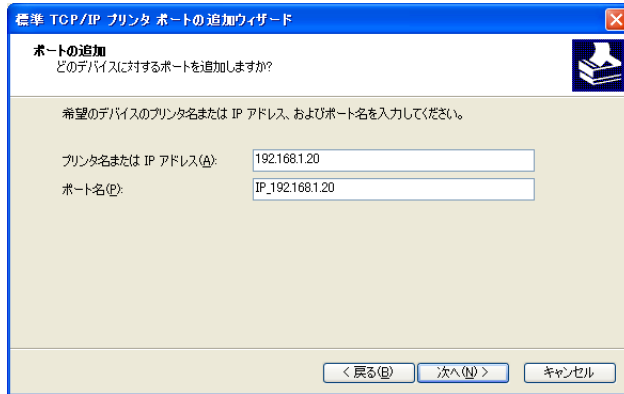 標準 TCP/IP プリンタ ポートの追加ウィザード
ポートの追加
どのデバイスに対するポートを追加しますか?
希望のデバイスのプリンタ名または IP アドレス、およびポート名を入力してください。
プリンタ名または IP アドレス(A): 192.168.1.20
ポート名(P): IP_192.168.1.20
< 戻る(B) 次へ(N) > キャンセル